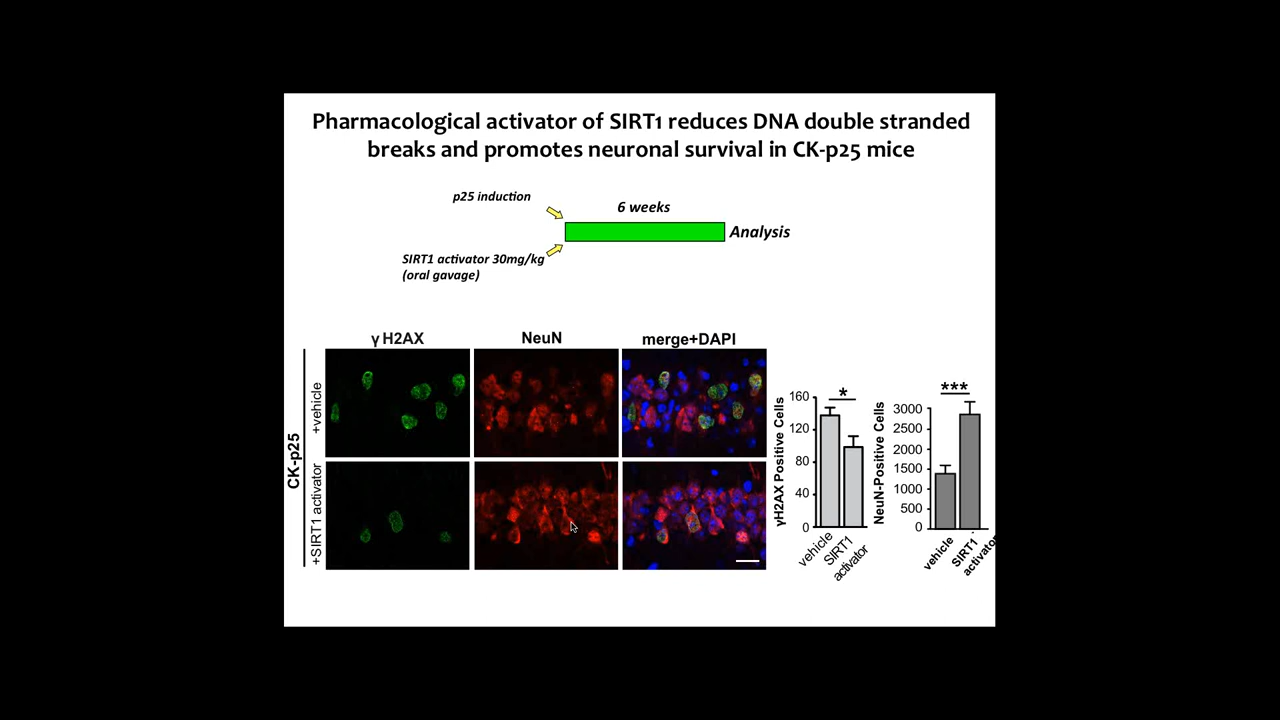 Pharmacological activator of SIRT1 reduces DNA double stranded
breaks and promotes neuronal survival in CK-p25 mice
p25 induction
6 weeks
Analysis
SIRT1 activator 30mg/kg
(oral gavage)
γ H2AX
NeuN
merge+DAPI
CK-p25
+vehicle
+SIRT1 activator
γH2AX Positive Cells
160
120
80
40
0
*
vehicle
SIRT1
activator
NeuN-Positive Cells
3000
2500
2000
1500
1000
500
0
***
vehicle
SIRT1
activator